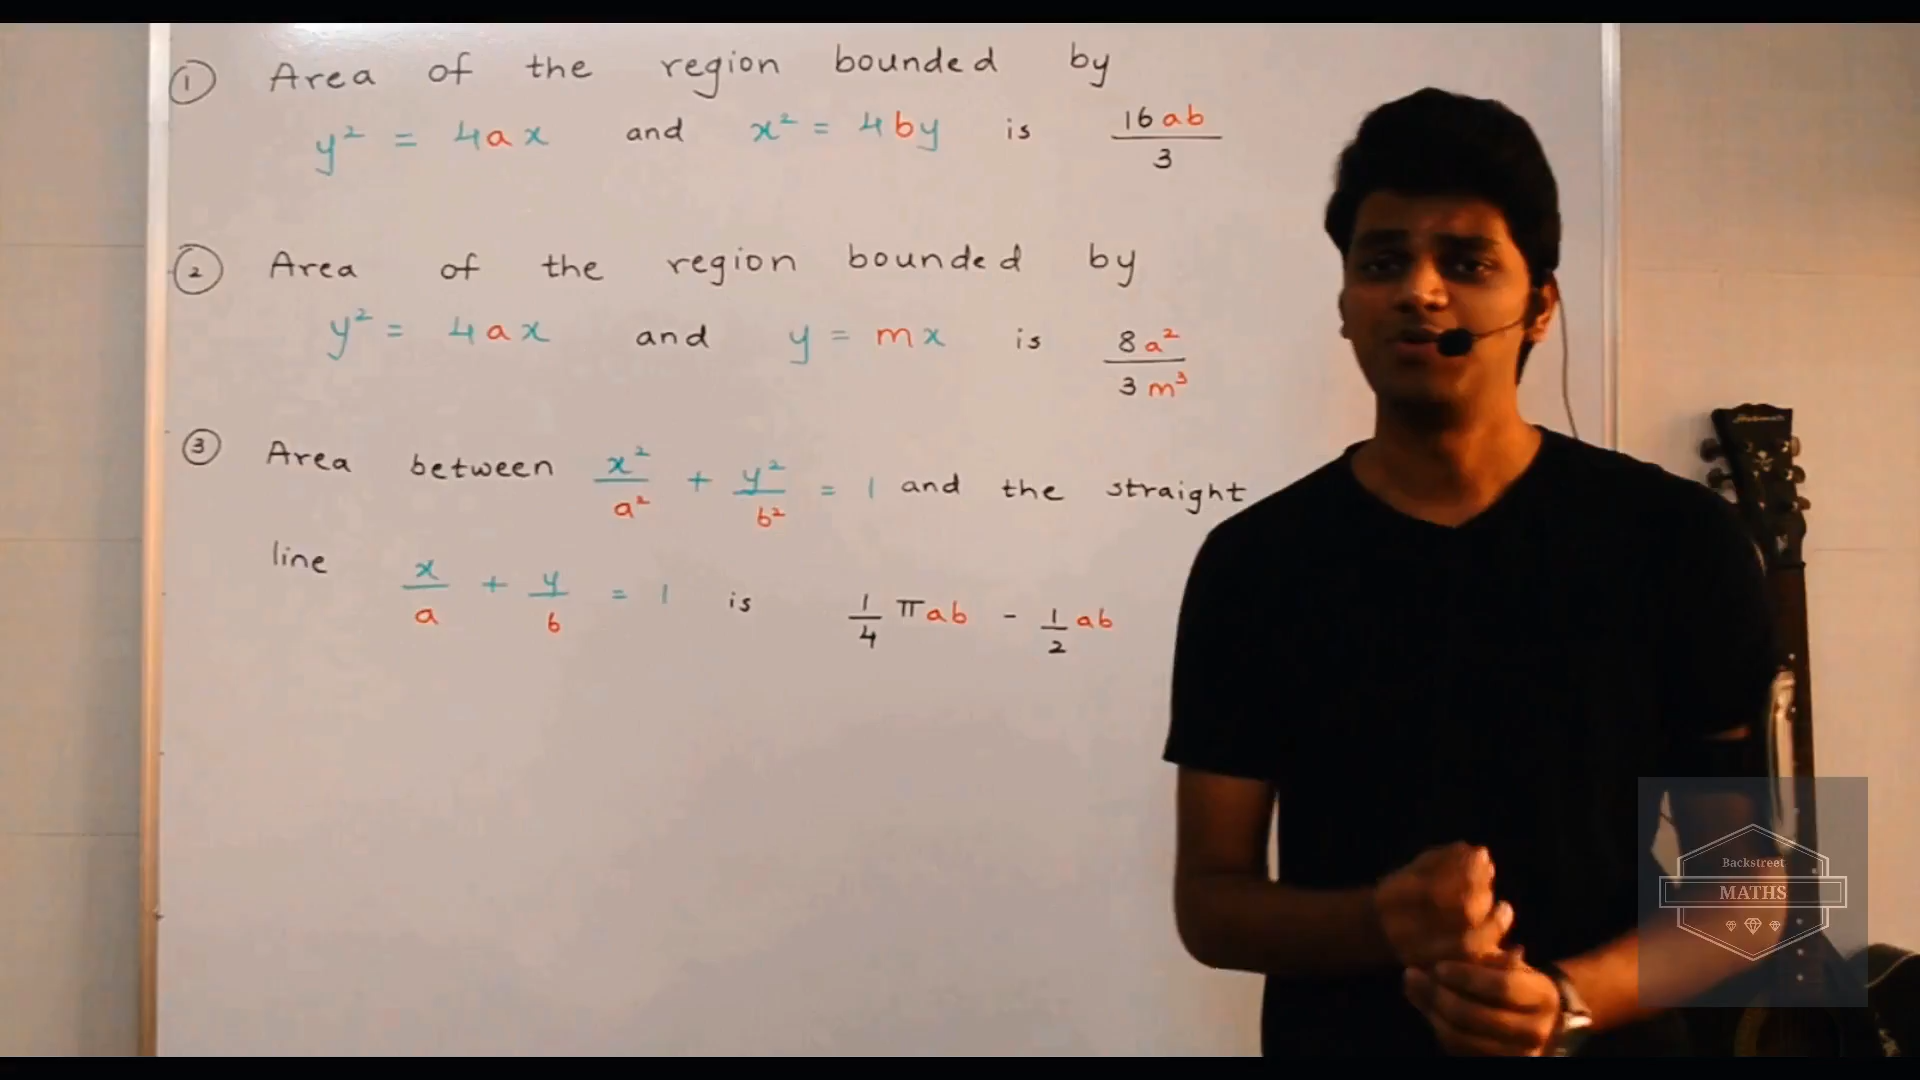 ① Area of the region bounded by
y² = 4ax and x² = 4by is 16ab/3
② Area of the region bounded by
y² = 4ax and y = mx is 8a²/3m³
③ Area between x²/a² + y²/b² = 1 and the straight
line x/a + y/b = 1 is 1/4 πab - 1/2 ab
Backstreet
MATHS